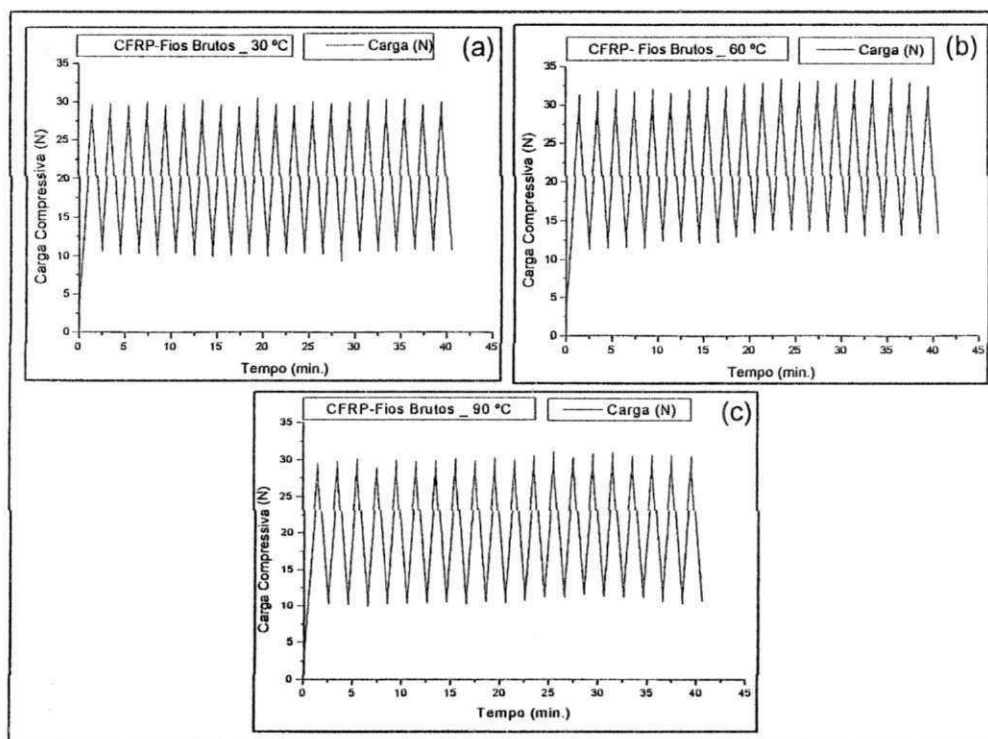 CFRP-Fios Brutos _ 30 ºC
Carga (N)
(a)
Carga Compressiva (N)
35
30
25
20
15
10
5
0
0 5 10 15 20 25 30 35 40 45
Tempo (min.)
CFRP- Fios Brutos _ 60 ºC
Carga (N)
(b)
Carga Compressiva (N)
35
30
25
20
15
10
5
0
0 5 10 15 20 25 30 35 40 45
Tempo (min.)
CFRP-Fios Brutos _ 90 ºC
Carga (N)
(c)
Carga Compressiva (N)
35
30
25
20
15
10
5
0
0 5 10 15 20 25 30 35 40 45
Tempo (min.)